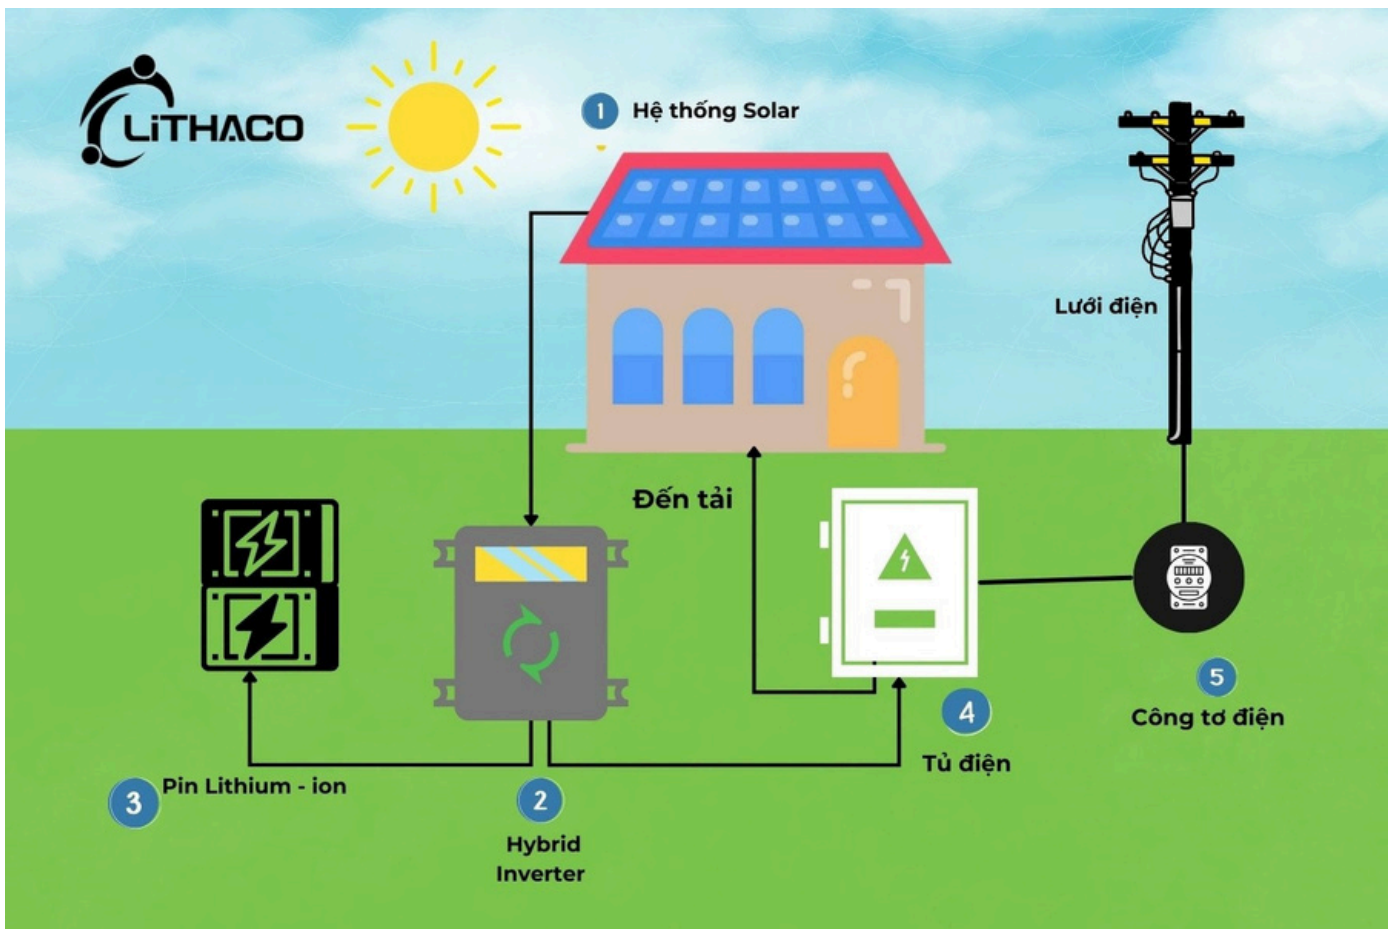 LiTHACO
1 Hệ thống Solar
Lưới điện
Đến tải
3 Pin Lithium - ion
2
Hybrid
Inverter
4
Tủ điện
5
Công tơ điện